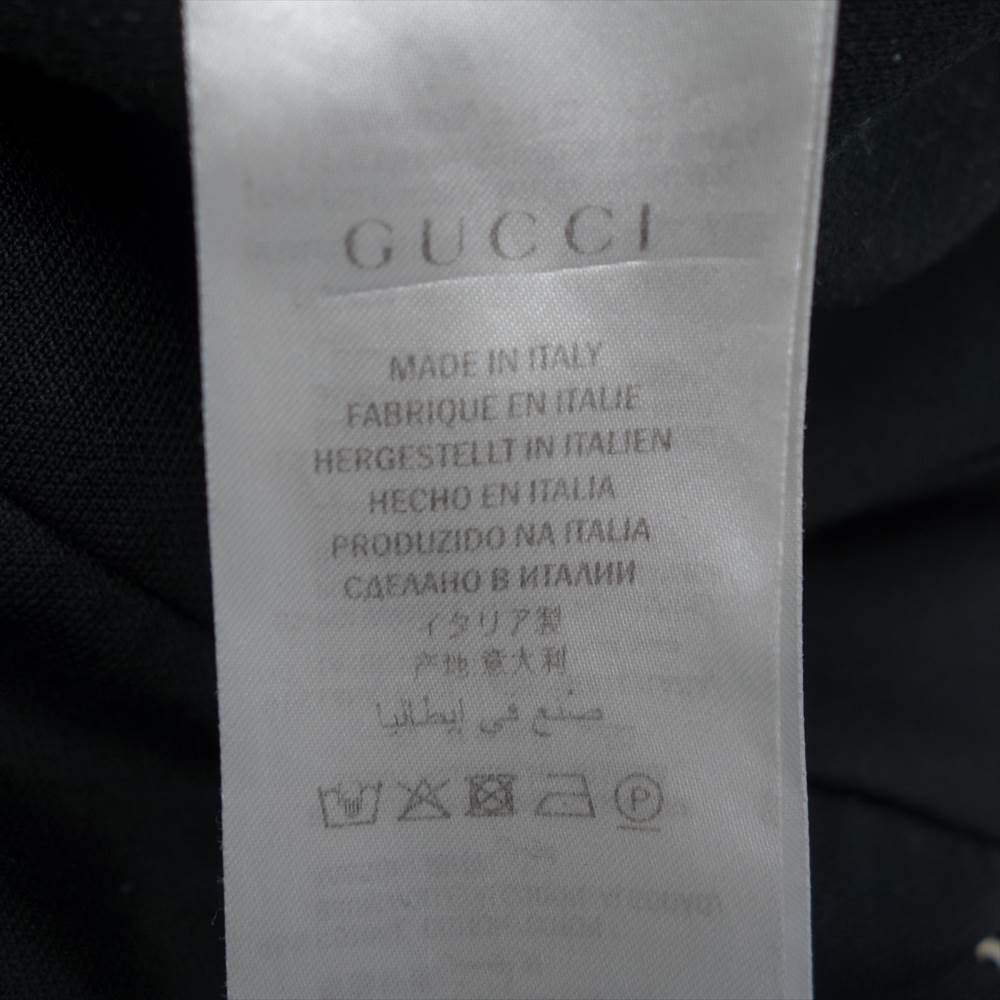 GUCCI
MADE IN ITALY
FABRIQUE EN ITALIE
HERGESTELLT IN ITALIEN
HECHO EN ITALIA
PRODUZIDO NA ITALIA
СДЕЛАНО В ИТАЛИИ
イタリア製
产地:意大利
صنع في إيطاليا
P